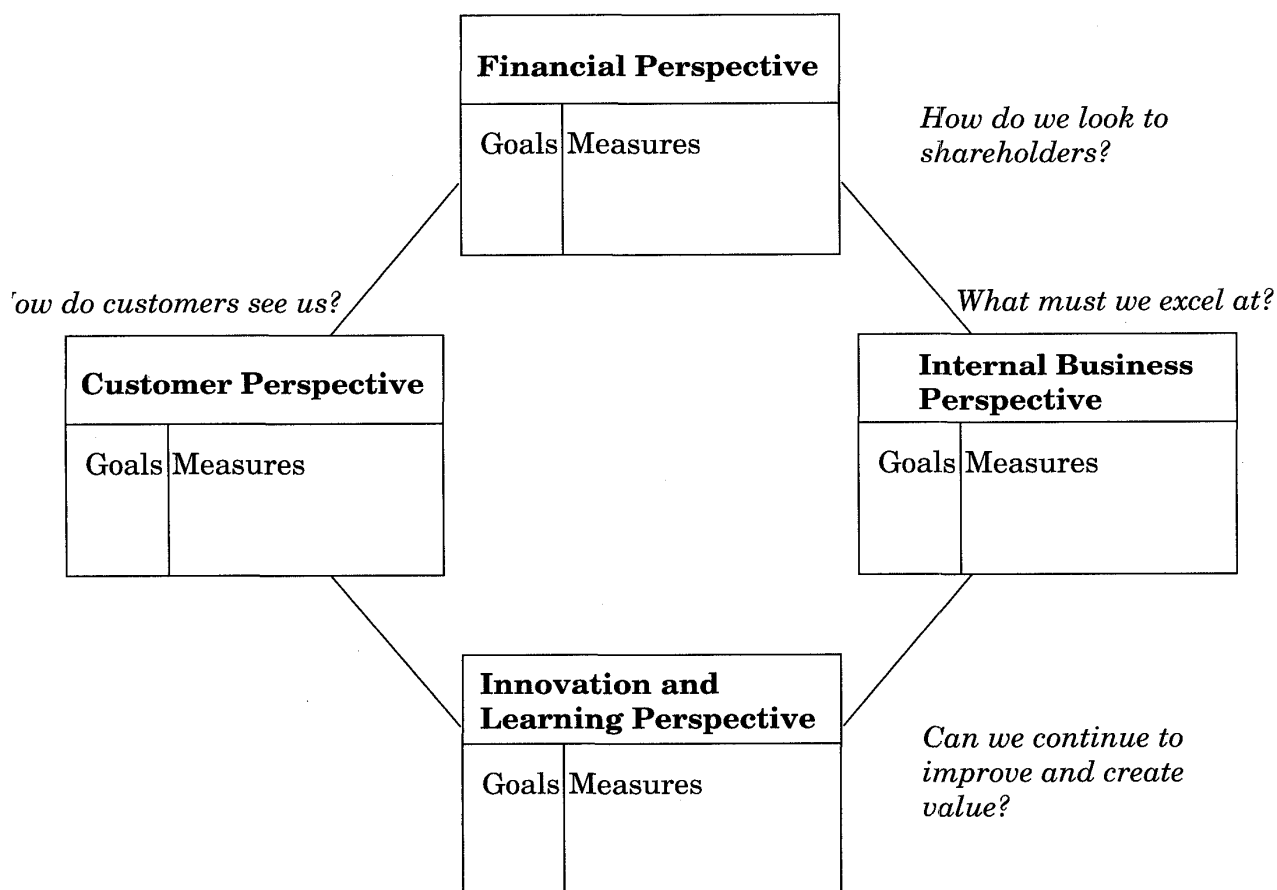 Financial Perspective
Goals Measures
How do we look to
shareholders?
ow do customers see us?
What must we excel at?
Customer Perspective
Goals Measures
Internal Business
Perspective
Goals Measures
Innovation and
Learning Perspective
Goals Measures
Can we continue to
improve and create
value?